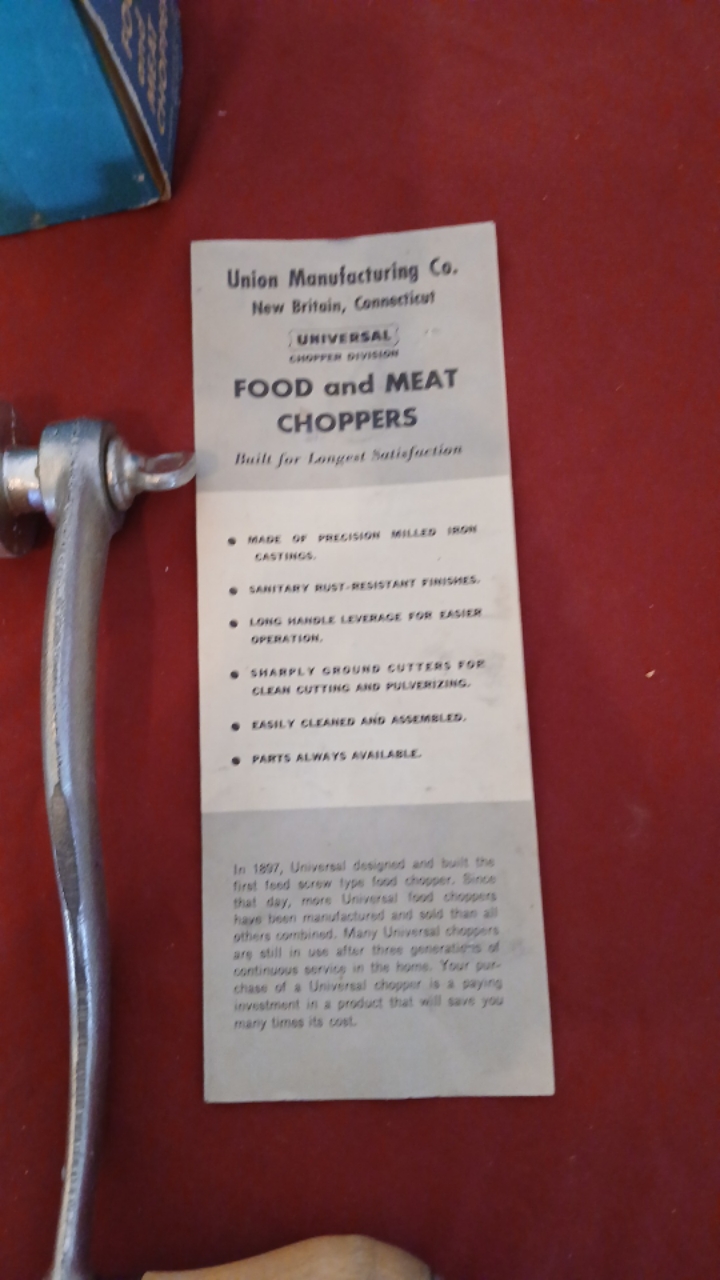 FOOD
AND
MEAT
CHOPPER
Union Manufacturing Co.
New Britain, Connecticut
UNIVERSAL
CHOPPER DIVISION
FOOD and MEAT
CHOPPERS
Built for Longest Satisfaction
• MADE OF PRECISION MILLED IRON
CASTINGS.
• SANITARY RUST-RESISTANT FINISHES.
• LONG HANDLE LEVERAGE FOR EASIER
OPERATION.
• SHARPLY GROUND CUTTERS FOR
CLEAN CUTTING AND PULVERIZING.
• EASILY CLEANED AND ASSEMBLED.
• PARTS ALWAYS AVAILABLE.
In 1897, Universal designed and built the
first feed screw type food chopper. Since
that day, more Universal food choppers
have been manufactured and sold than all
others combined. Many Universal choppers
are still in use after three generations of
continuous service in the home. Your pur-
chase of a Universal chopper is a paying
investment in a product that will save you
many times its cost.